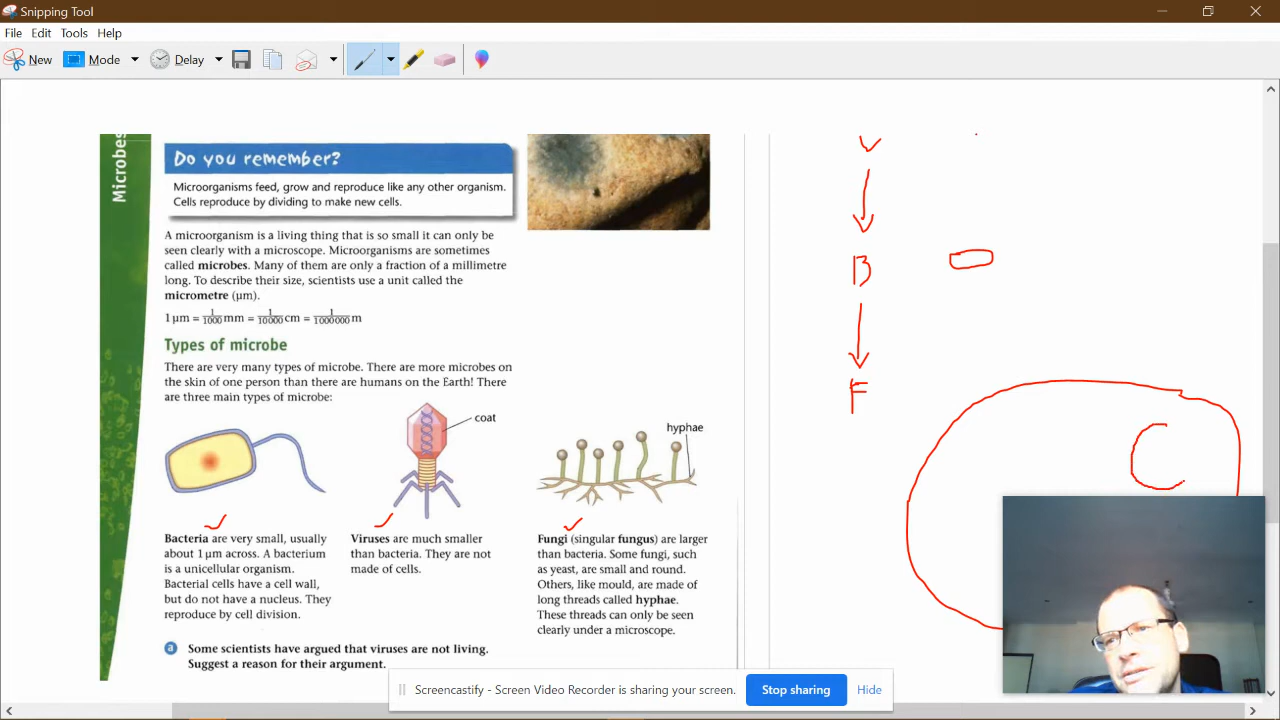 Snipping Tool
File Edit Tools Help
New Mode Delay
Microbes
Do you remember?
Microorganisms feed, grow and reproduce like any other organism.
Cells reproduce by dividing to make new cells.
A microorganism is a living thing that is so small it can only be
seen clearly with a microscope. Microorganisms are sometimes
called microbes. Many of them are only a fraction of a millimetre
long. To describe their size, scientists use a unit called the
micrometre (µm).
1 µm = 1/1000 mm = 1/10 000 cm = 1/1 000 000 m
Types of microbe
There are very many types of microbe. There are more microbes on
the skin of one person than there are humans on the Earth! There
are three main types of microbe:
coat
hyphae
Bacteria are very small, usually
about 1 µm across. A bacterium
is a unicellular organism.
Bacterial cells have a cell wall,
but do not have a nucleus. They
reproduce by cell division.
Viruses are much smaller
than bacteria. They are not
made of cells.
Fungi (singular fungus) are larger
than bacteria. Some fungi, such
as yeast, are small and round.
Others, like mould, are made of
long threads called hyphae.
These threads can only be seen
clearly under a microscope.
a Some scientists have argued that viruses are not living.
Suggest a reason for their argument.
V
B
F
Screencastify - Screen Video Recorder is sharing your screen. Stop sharing Hide